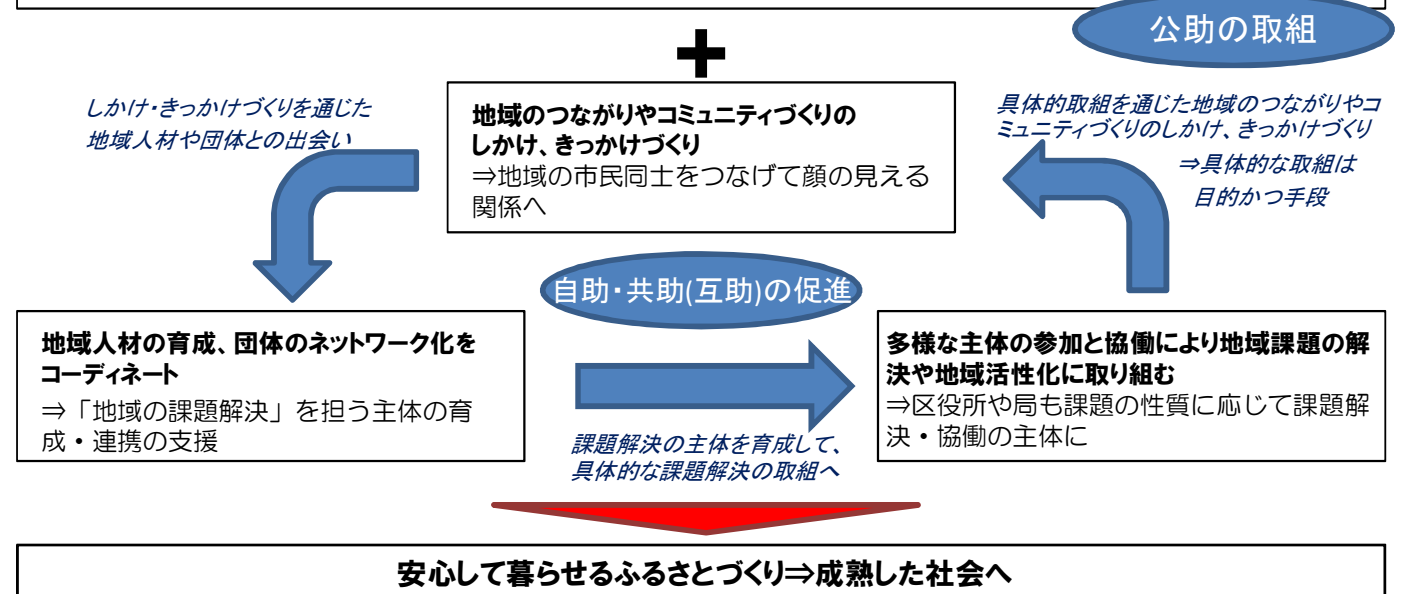 公助の取組
しかけ・きっかけづくりを通じた
地域人材や団体との出会い
地域のつながりやコミュニティづくりの
しかけ、きっかけづくり
⇒地域の市民同士をつなげて顔の見える
関係へ
具体的取組を通じた地域のつながりやコ
ミュニティづくりのしかけ、きっかけづくり
⇒具体的な取組は
目的かつ手段
自助・共助(互助)の促進
地域人材の育成、団体のネットワーク化を
コーディネート
⇒「地域の課題解決」を担う主体の育
成・連携の支援
課題解決の主体を育成して、
具体的な課題解決の取組へ
多様な主体の参加と協働により地域課題の解
決や地域活性化に取り組む
⇒区役所や局も課題の性質に応じて課題解
決・協働の主体に
安心して暮らせるふるさとづくり⇒成熟した社会へ